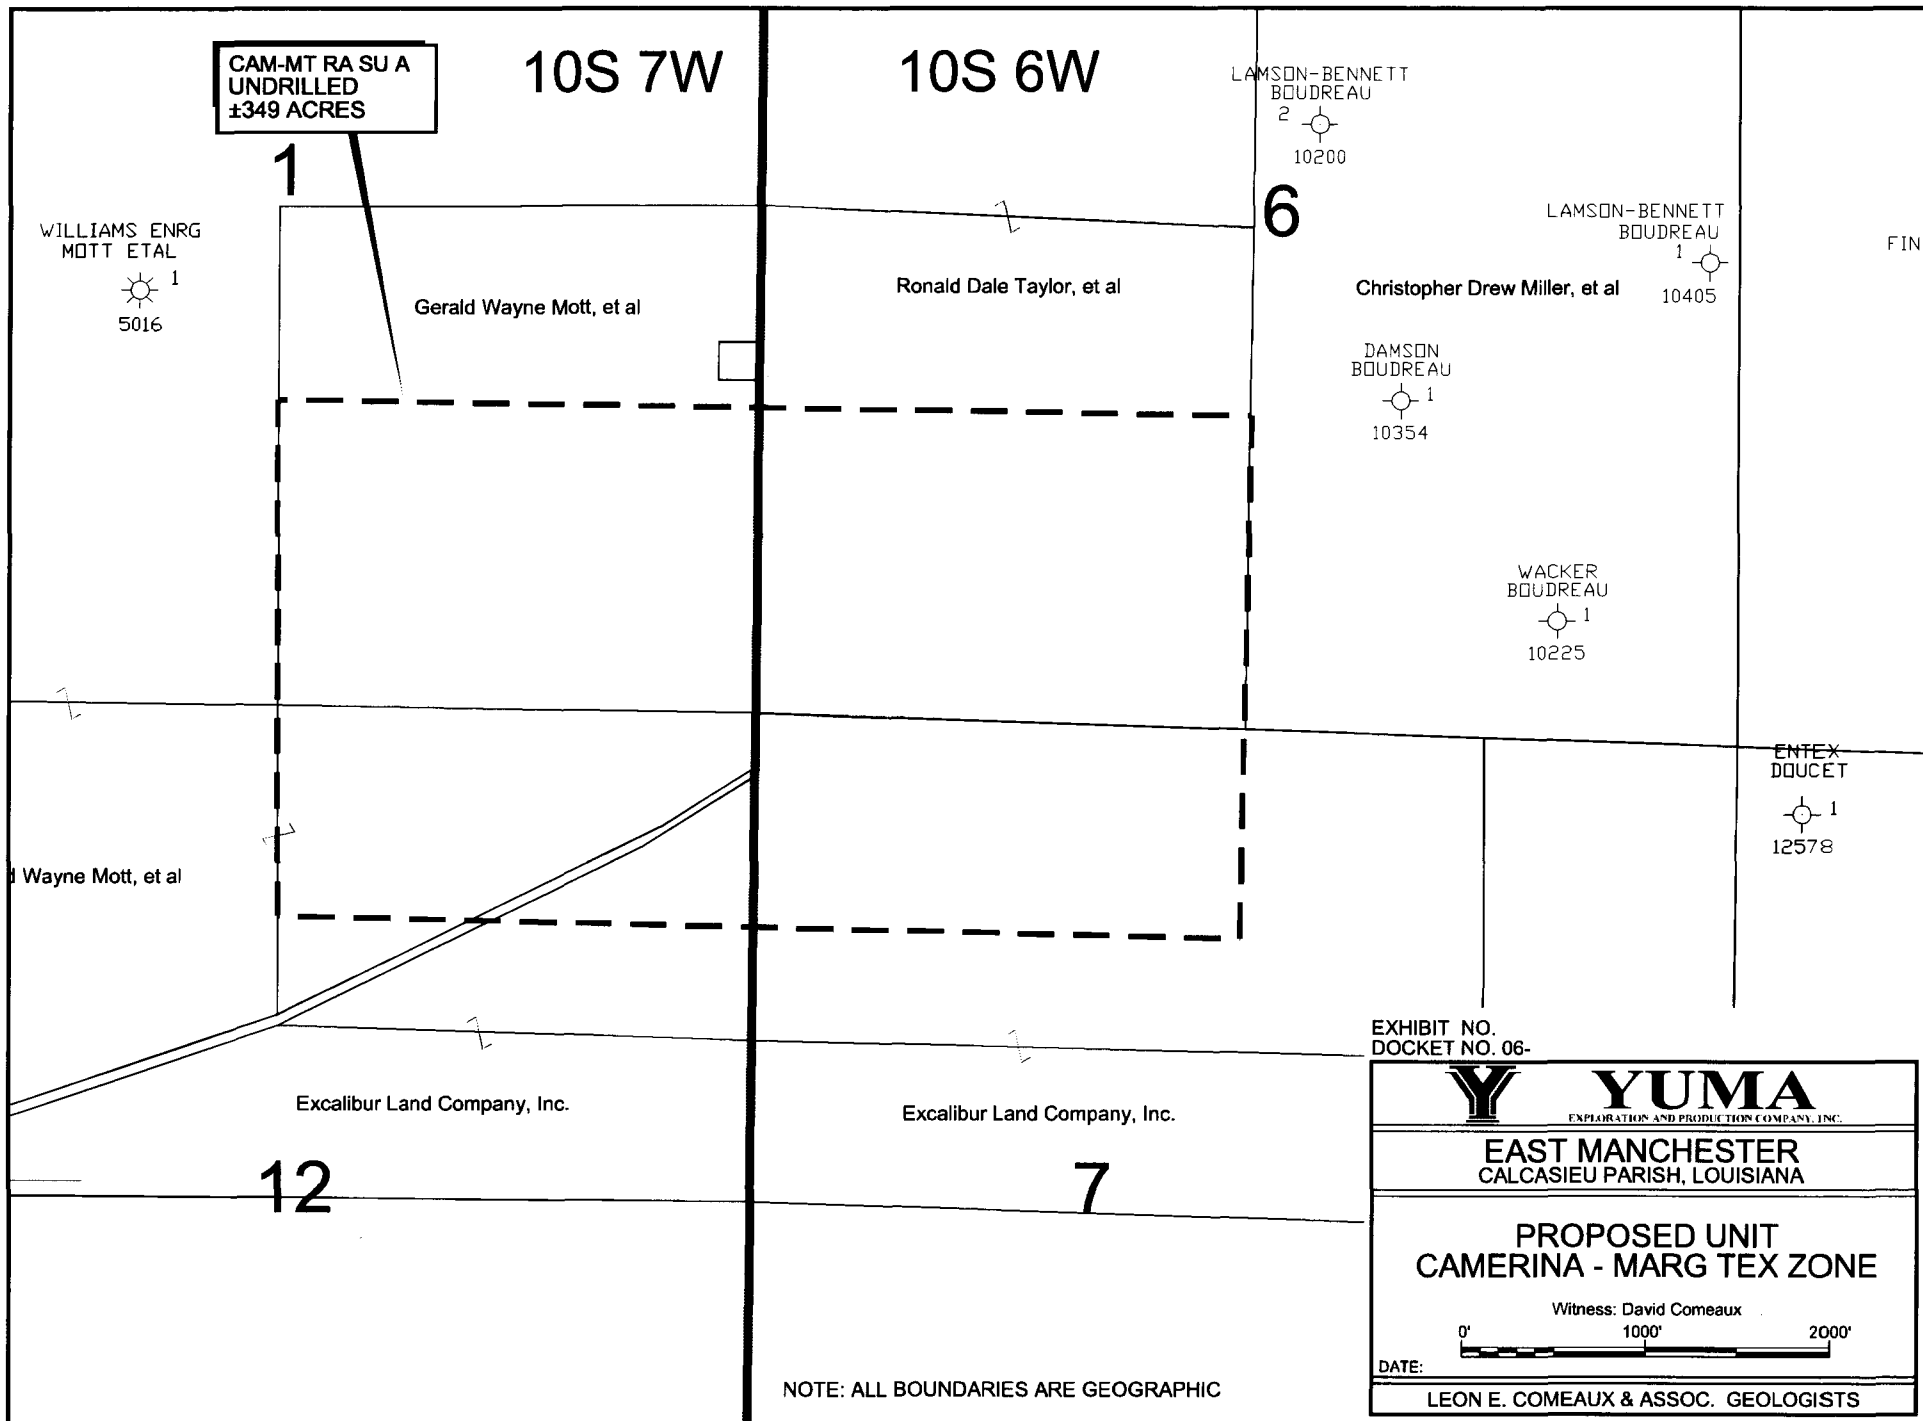 CAM-MT RA SU A
UNDRILLED
±349 ACRES
10S 7W
10S 6W
LAMSON-BENNETT
BOUDREAU
2
10200
1
6
WILLIAMS ENRG
MOTT ETAL
1
5016
LAMSON-BENNETT
BOUDREAU
1
10405
FIN
Gerald Wayne Mott, et al
Ronald Dale Taylor, et al
Christopher Drew Miller, et al
DAMSON
BOUDREAU
1
10354
WACKER
BOUDREAU
1
10225
ENTEX
DOUCET
1
12578
Wayne Mott, et al
Excalibur Land Company, Inc.
Excalibur Land Company, Inc.
12
7
EXHIBIT NO.
DOCKET NO. 06-
Y YUMA
EXPLORATION AND PRODUCTION COMPANY, INC.
EAST MANCHESTER
CALCASIEU PARISH, LOUISIANA
PROPOSED UNIT
CAMERINA - MARG TEX ZONE
Witness: David Comeaux
0' 1000' 2000'
DATE:
LEON E. COMEAUX & ASSOC. GEOLOGISTS
NOTE: ALL BOUNDARIES ARE GEOGRAPHIC